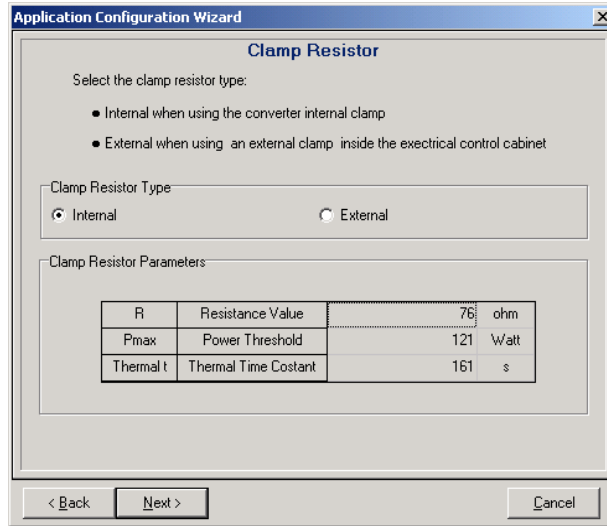 Application Configuration Wizard
Clamp Resistor
Select the clamp resistor type:
● Internal when using the converter internal clamp
● External when using an external clamp inside the exectrical control cabinet
Clamp Resistor Type
Internal External
Clamp Resistor Parameters
R Resistance Value 76 ohm
Pmax Power Threshold 121 Watt
Thermal t Thermal Time Costant 161 s
< Back Next > Cancel